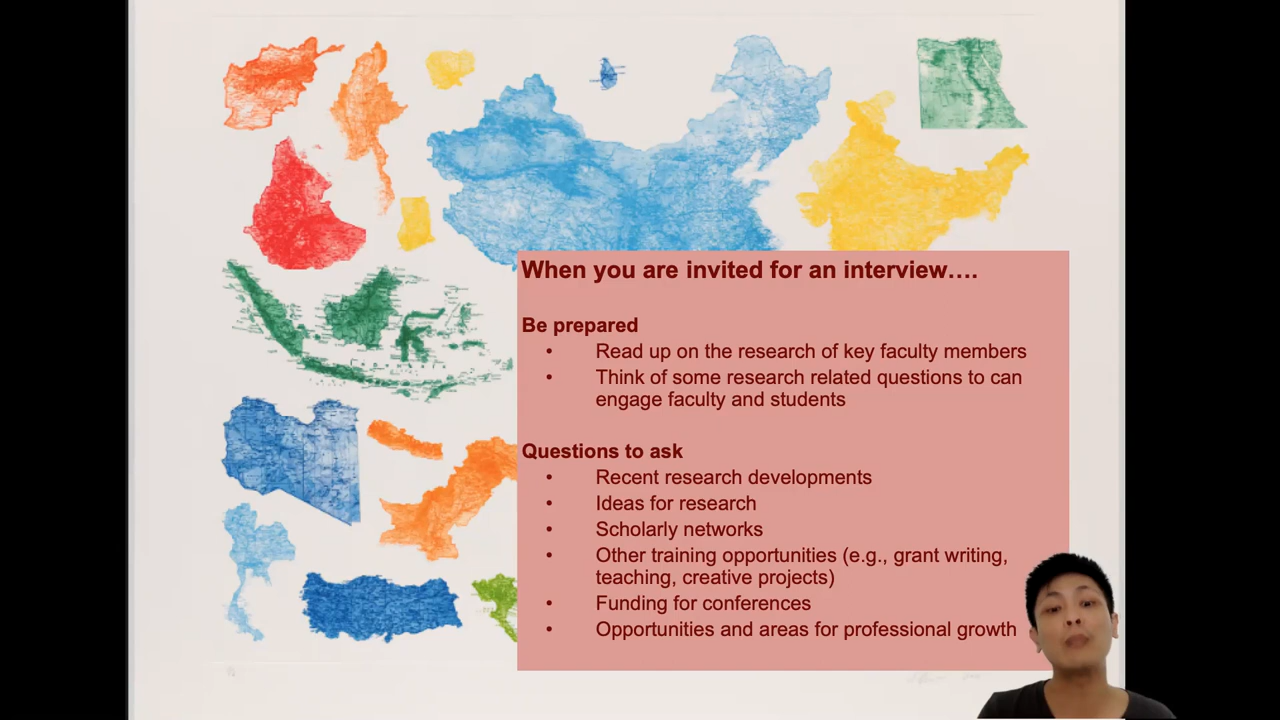 When you are invited for an interview….
Be prepared
• Read up on the research of key faculty members
• Think of some research related questions to can
engage faculty and students
Questions to ask
• Recent research developments
• Ideas for research
• Scholarly networks
• Other training opportunities (e.g., grant writing,
teaching, creative projects)
• Funding for conferences
• Opportunities and areas for professional growth